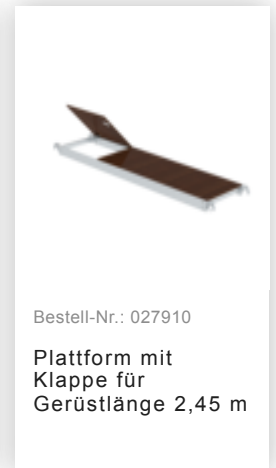 Bestell-Nr.: 027910
Plattform mit
Klappe für
Gerüstlänge 2,45 m